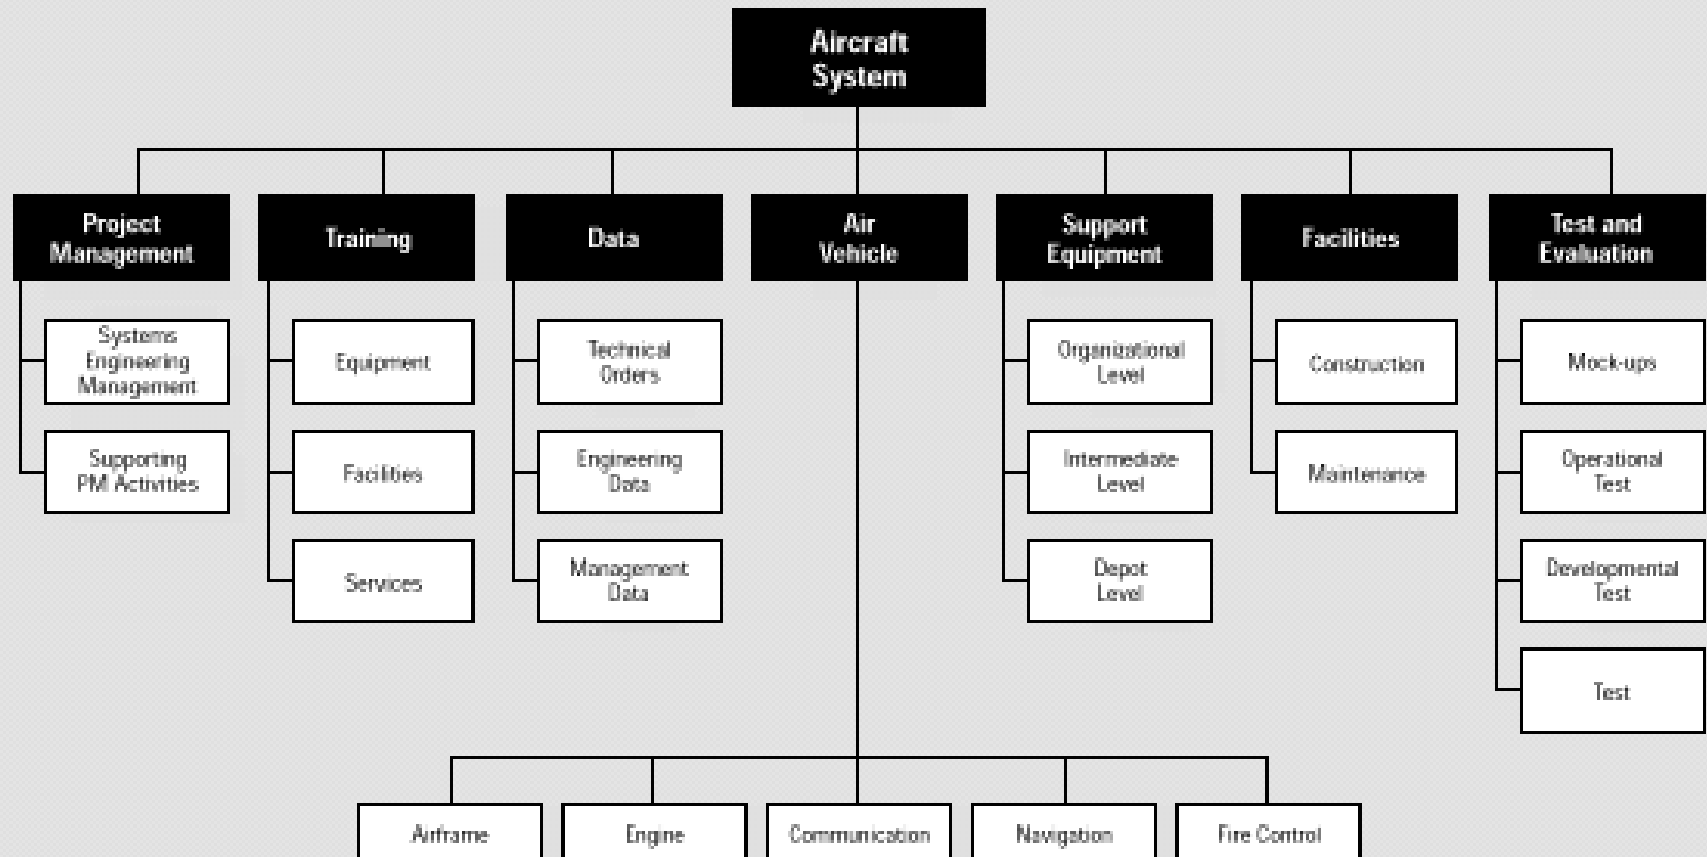 Aircraft
System
Project
Management
Training
Data
Air
Vehicle
Support
Equipment
Facilities
Test and
Evaluation
Systems
Engineering
Management
Supporting
PM Activities
Equipment
Facilities
Services
Technical
Orders
Engineering
Data
Management
Data
Organizational
Level
Intermediate
Level
Depot
Level
Construction
Maintenance
Mock-ups
Operational
Test
Developmental
Test
Test
Airframe
Engine
Communication
Navigation
Fire Control